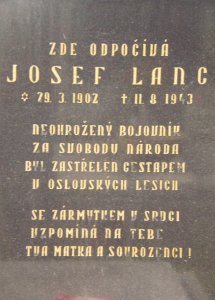 ZDE ODPOČÍVÁ
JOSEF LANC
✡ 29. 3. 1902 ✝ 11. 8 1943
NEOHROŽENÝ BOJOVNÍK
ZA SVOBODU NÁRODA
BYL ZASTŘELEN GESTAPEM
V OSLOVSKÝCH LESÍCH
SE ZÁRMUTKEM V SRDCI
VZPOMÍNÁ NA TEBE
TVÁ MATKA A SOUROZENCI!